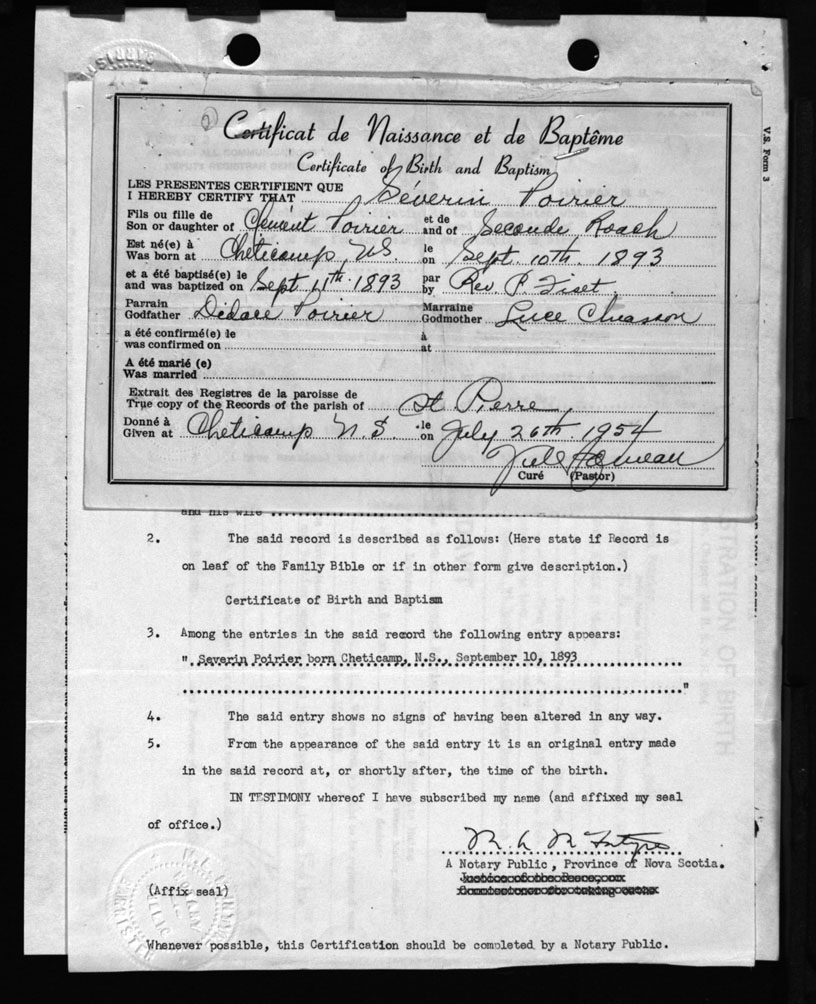 V.S. Form 3
Certificat de Naissance et de Baptême
Certificate of Birth and Baptism
LES PRESENTES CERTIFIENT QUE
I HEREBY CERTIFY THAT Séverin Poirier
Fils ou fille de et de
Son or daughter of Clément Poirier and of Seconde Roach
Est né(e) à le
Was born at Cheticamp, N.S. on Sept. 10th. 1893
et a été baptisé(e) le par
and was baptized on Sept. 11th. 1893 by Rev. P. Fiset
Parrain Marraine
Godfather Didace Poirier Godmother Luce Chiasson
a été confirmé(e) le à
was confirmed on at
A été marié (e)
Was married
Extrait des Registres de la paroisse de
True copy of the Records of the parish of St Pierre
Donné à le
Given at Cheticamp N.S. on July 26th. 1954
Curé (Pastor)
and his wife
2. The said record is described as follows: (Here state if Record is
on leaf of the Family Bible or if in other form give description.)
Certificate of Birth and Baptism
3. Among the entries in the said record the following entry appears:
" Severin Poirier born Cheticamp, N.S., September 10, 1893
"
4. The said entry shows no signs of having been altered in any way.
5. From the appearance of the said entry it is an original entry made
in the said record at, or shortly after, the time of the birth.
IN TESTIMONY whereof I have subscribed my name (and affixed my seal
of office.)
A Notary Public, Province of Nova Scotia.
(Affix seal)
Whenever possible, this Certification should be completed by a Notary Public.